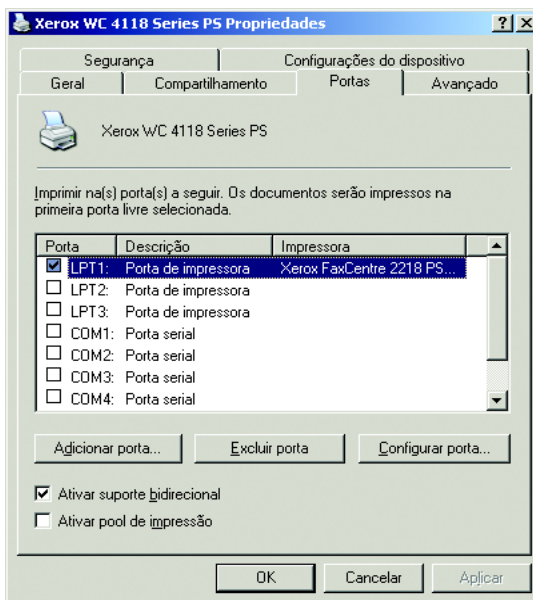 Xerox WC 4118 Series PS Propriedades
Segurança Configurações do dispositivo
Geral Compartilhamento Portas Avançado
Xerox WC 4118 Series PS
Imprimir na(s) porta(s) a seguir. Os documentos serão impressos na
primeira porta livre selecionada.
Porta Descrição Impressora
LPT1: Porta de impressora Xerox FaxCentre 2218 PS...
LPT2: Porta de impressora
LPT3: Porta de impressora
COM1: Porta serial
COM2: Porta serial
COM3: Porta serial
COM4: Porta serial
Adicionar porta... Excluir porta Configurar porta...
Ativar suporte bidirecional
Ativar pool de impressão
OK Cancelar Aplicar